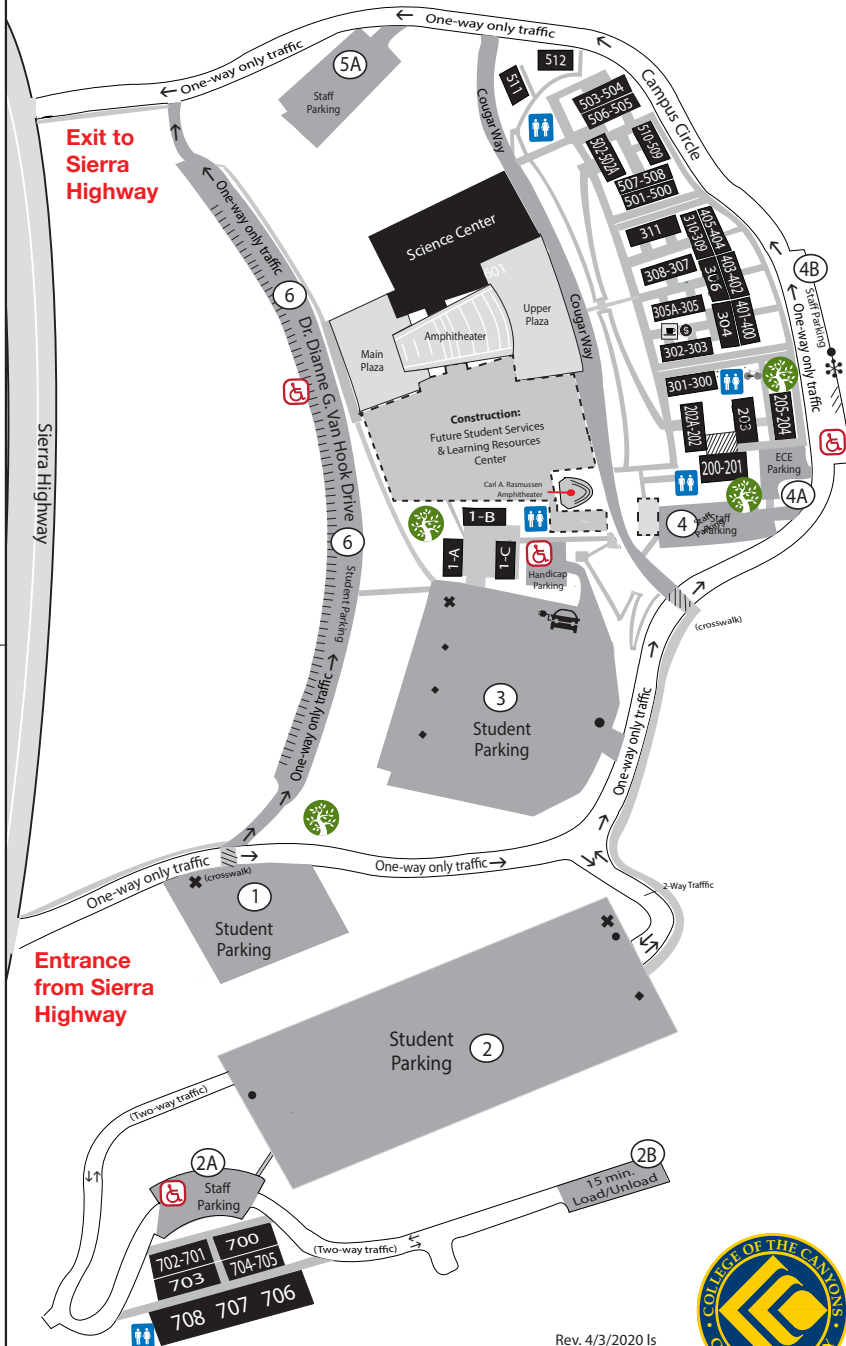 One-way only traffic
One-way only traffic
5A
Staff
Parking
Exit to
Sierra
Highway
512
511
Cougar Way
Campus Circle
503-504
506-505
502-502A
510-509
507-508
501-500
Science Center
601
311
310-309
405-404
308-307
306
403-402
4B
Staff Parking
One-way only traffic
6
Dr. Dianne G. Van Hook Drive
Main
Plaza
Amphitheater
Upper
Plaza
Cougar Way
305A-305
304
401-400
302-303
301-300
202A-202
203
205-204
200-201
ECE
Parking
4A
4
Staff
Parking
Staff
Parking
Sierra Highway
Construction:
Future Student Services
& Learning Resources
Center
Carl A. Rasmussen
Amphitheater
1-B
1-A
1-C
Handicap
Parking
6
Student Parking
One-way only traffic
One-way only traffic
(crosswalk)
3
Student
Parking
One-way only traffic
One-way only traffic
(crosswalk)
One-way only traffic
2-Way Trafffic
1
Student
Parking
Entrance
from Sierra
Highway
Student
Parking
2
(Two-way traffic)
2A
Staff
Parking
2B
15 min.
Load/Unload
(Two-way traffic)
702-701
700
703
704-705
708 707 706
COLLEGE OF THE CANYONS
Rev. 4/3/2020 ls